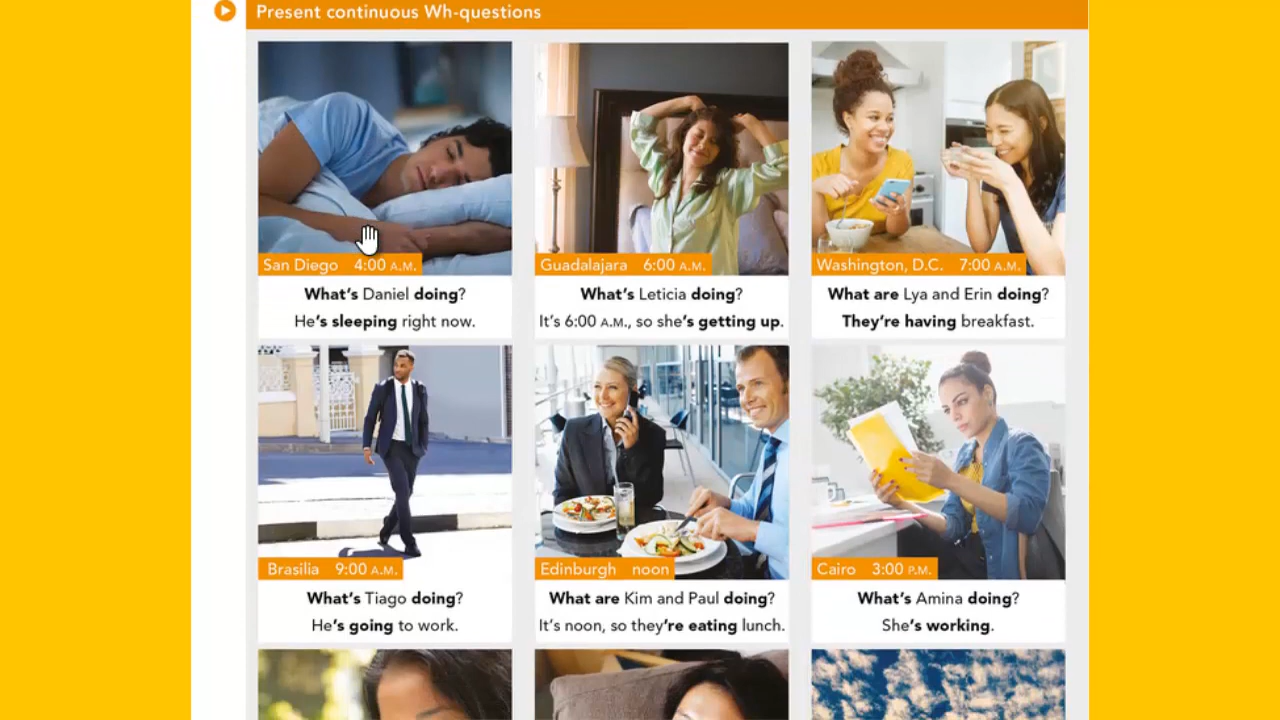 Present continuous Wh-questions
San Diego 4:00 A.M.
Guadalajara 6:00 A.M.
Washington, D.C. 7:00 A.M.
What's Daniel doing?
He's sleeping right now.
What's Leticia doing?
It's 6:00 A.M., so she's getting up.
What are Lya and Erin doing?
They're having breakfast.
Brasilia 9:00 A.M.
Edinburgh noon
Cairo 3:00 P.M.
What's Tiago doing?
He's going to work.
What are Kim and Paul doing?
It's noon, so they're eating lunch.
What's Amina doing?
She's working.